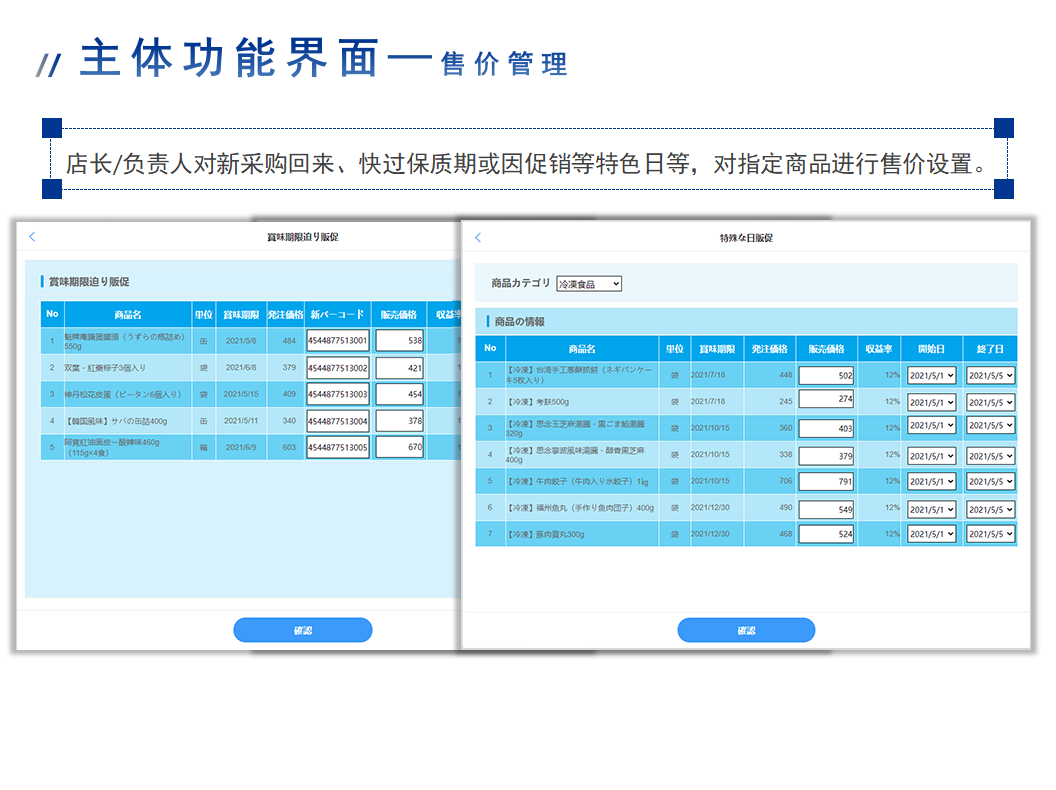 // 主体功能界面—售价管理
店长/负责人对新采购回来、快过保质期或因促销等特色日等，对指定商品进行售价设置。
賞味期限迫り販促
賞味期限迫り販促
No 商品名 単位 賞味期限 発注価格 新バーコード 販売価格 収益率
1 魁牌庵鶉蛋罐頭（うずらの瓶詰め）550g 缶 2021/5/8 484 4544877513001 538
2 双葉・紅棗粽子3個入り 袋 2021/6/8 379 4544877513002 421
3 神丹松花皮蛋（ピータン6個入り） 袋 2021/5/15 409 4544877513003 454
4 【韓国風味】サバの缶詰400g 缶 2021/5/11 340 4544877513004 378
5 阿寛紅油面皮ー酸辣味460g（115g×4食） 箱 2021/6/9 603 4544877513005 670
確認
特殊な日販促
商品カテゴリ 冷凍食品
商品の情報
No 商品名 単位 賞味期限 発注価格 販売価格 収益率 開始日 終了日
1 【冷凍】台湾手工葱酥抓餅（ネギパンケーキ5枚入り） 袋 2021/7/18 448 502 12% 2021/5/1 2021/5/5
2 【冷凍】考麸500g 袋 2021/7/18 245 274 12% 2021/5/1 2021/5/5
3 【冷凍】思念玉芝麻湯圓・黒ごま餡湯圓320g 袋 2021/10/15 360 403 12% 2021/5/1 2021/5/5
4 【冷凍】思念寧波風味湯圓・醇香黒芝麻400g 袋 2021/10/15 338 379 12% 2021/5/1 2021/5/5
5 【冷凍】牛肉餃子（牛肉入り水餃子）1kg 袋 2021/10/15 706 791 12% 2021/5/1 2021/5/5
6 【冷凍】福州魚丸（手作り魚肉団子）400g 袋 2021/12/30 490 549 12% 2021/5/1 2021/5/5
7 【冷凍】豚肉貢丸300g 袋 2021/12/30 468 524 12% 2021/5/1 2021/5/5
確認